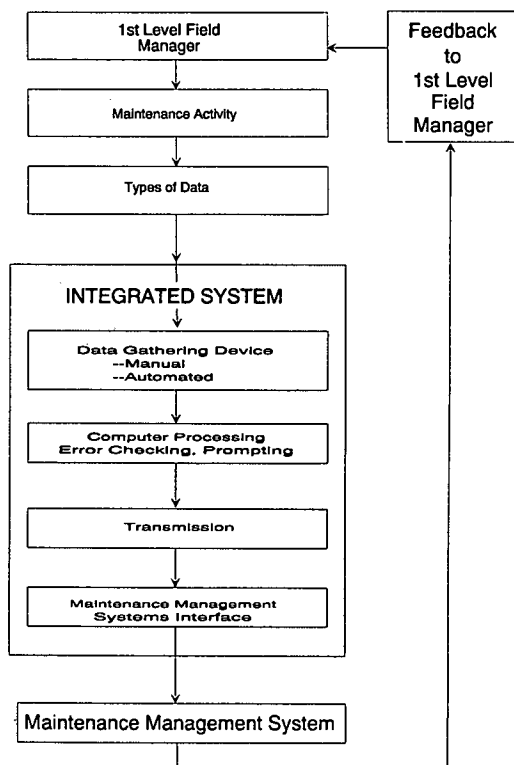 1st Level Field
Manager
Feedback
to
1st Level
Field
Manager
Maintenance Activity
Types of Data
INTEGRATED SYSTEM
Data Gathering Device
--Manual
--Automated
Computer Processing
Error Checking, Prompting
Transmission
Maintenance Management
Systems Interface
Maintenance Management System